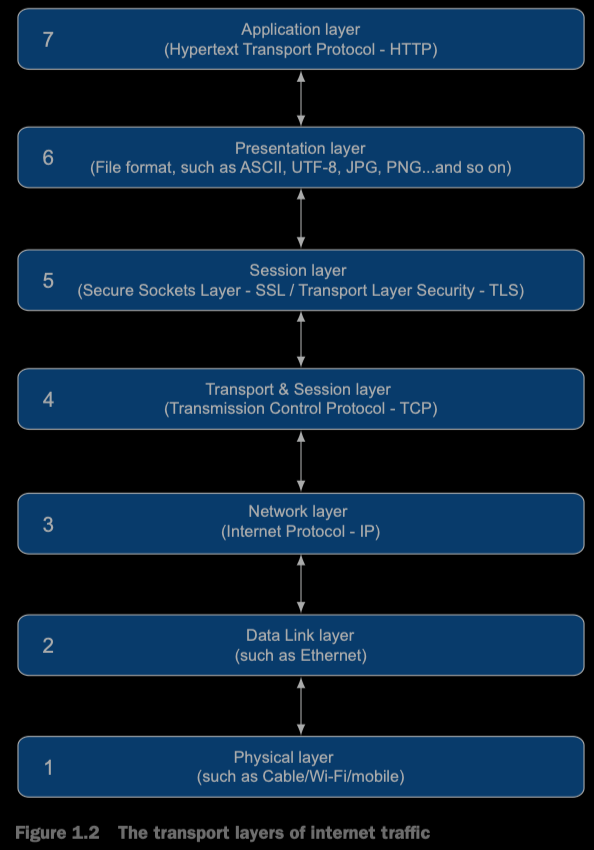 7
Application layer
(Hypertext Transport Protocol - HTTP)
6
Presentation layer
(File format, such as ASCII, UTF-8, JPG, PNG...and so on)
5
Session layer
(Secure Sockets Layer - SSL / Transport Layer Security - TLS)
4
Transport & Session layer
(Transmission Control Protocol - TCP)
3
Network layer
(Internet Protocol - IP)
2
Data Link layer
(such as Ethernet)
1
Physical layer
(such as Cable/Wi-Fi/mobile)
Figure 1.2 The transport layers of internet traffic